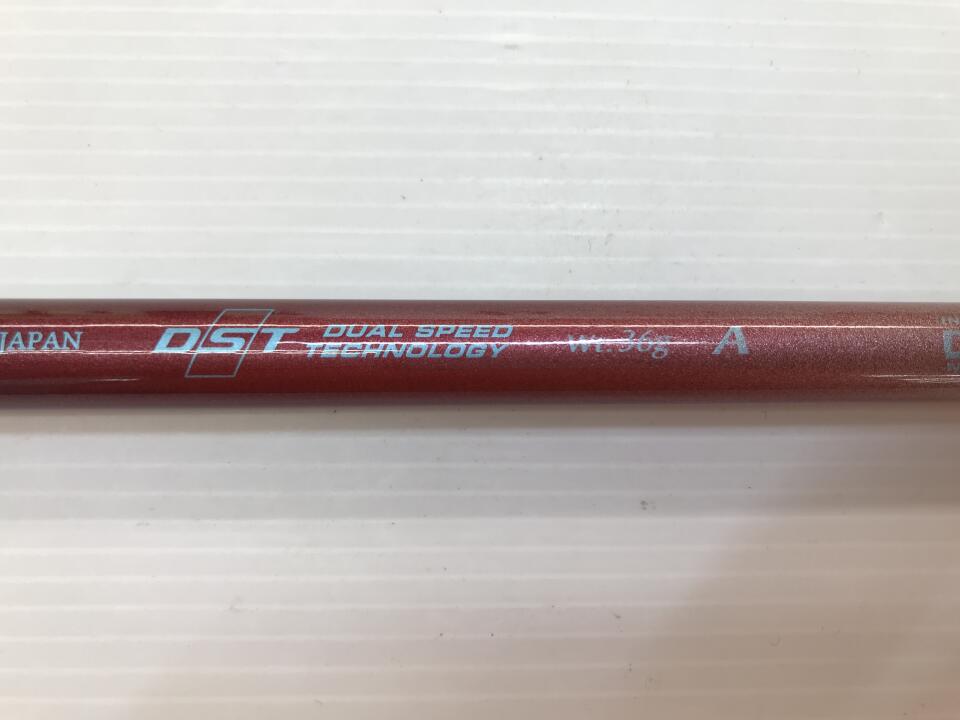 JAPAN
DST
DUAL SPEED
TECHNOLOGY
wt. 36g
A